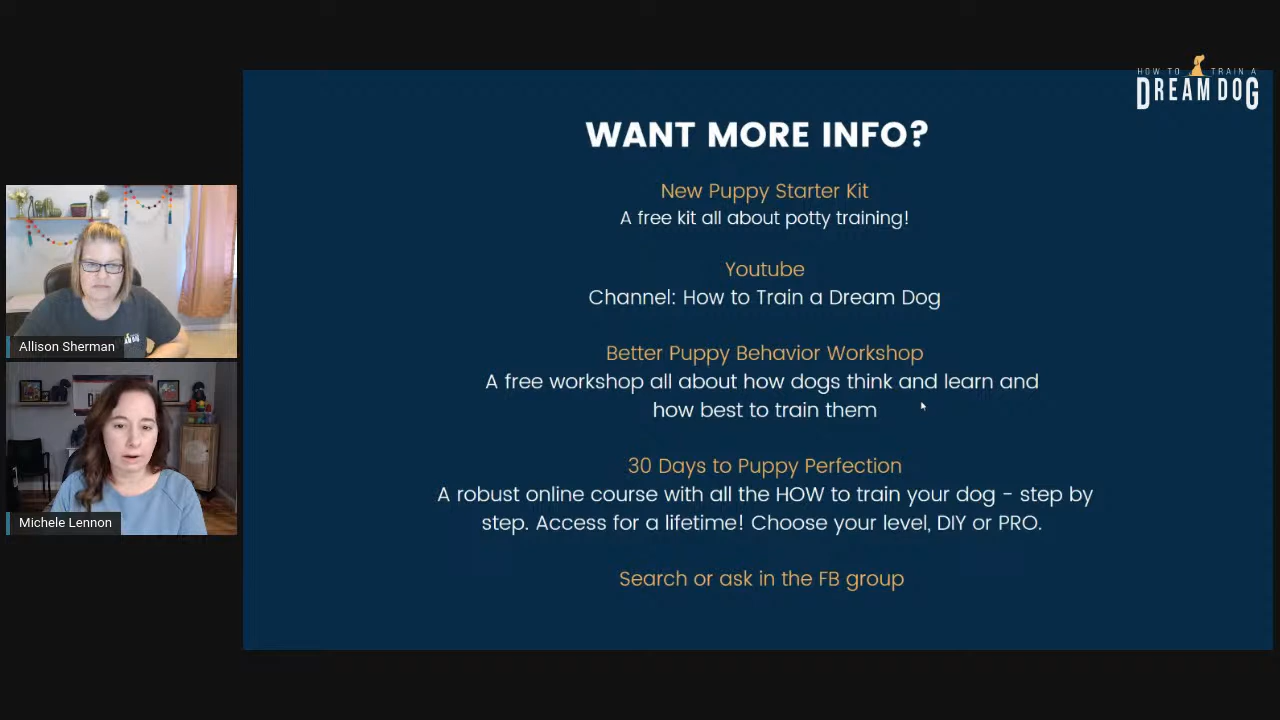 HOW TO TRAIN A
DREAM DOG
WANT MORE INFO?
New Puppy Starter Kit
A free kit all about potty training!
Youtube
Channel: How to Train a Dream Dog
Better Puppy Behavior Workshop
A free workshop all about how dogs think and learn and
how best to train them
30 Days to Puppy Perfection
A robust online course with all the HOW to train your dog - step by
step. Access for a lifetime! Choose your level, DIY or PRO.
Search or ask in the FB group
Allison Sherman
Michele Lennon